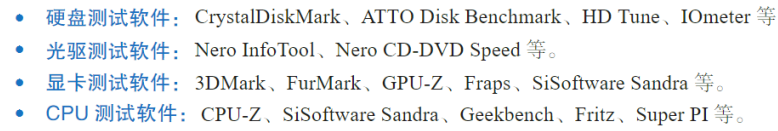 • 硬盘测试软件：CrystalDiskMark、ATTO Disk Benchmark、HD Tune、IOmeter 等
• 光驱测试软件：Nero InfoTool、Nero CD-DVD Speed 等。
• 显卡测试软件：3DMark、FurMark、GPU-Z、Fraps、SiSoftware Sandra 等。
• CPU 测试软件：CPU-Z、SiSoftware Sandra、Geekbench、Fritz、Super PI 等。